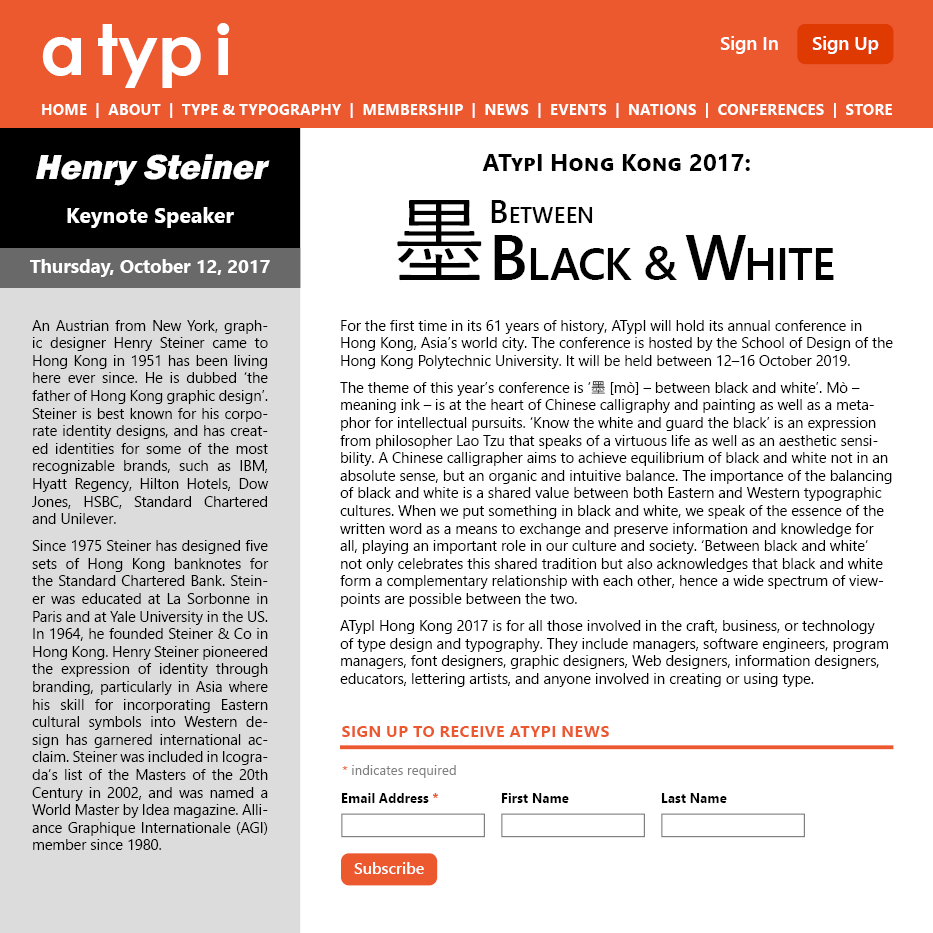 atypi
Sign In
Sign Up
HOME | ABOUT | TYPE & TYPOGRAPHY | MEMBERSHIP | NEWS | EVENTS | NATIONS | CONFERENCES | STORE
Henry Steiner
Keynote Speaker
Thursday, October 12, 2017
An Austrian from New York, graph-
ic designer Henry Steiner came to
Hong Kong in 1951 has been living
here ever since. He is dubbed ‘the
father of Hong Kong graphic design’.
Steiner is best known for his corpo-
rate identity designs, and has creat-
ed identities for some of the most
recognizable brands, such as IBM,
Hyatt Regency, Hilton Hotels, Dow
Jones, HSBC, Standard Chartered
and Unilever.
Since 1975 Steiner has designed five
sets of Hong Kong banknotes for
the Standard Chartered Bank. Stein-
er was educated at La Sorbonne in
Paris and at Yale University in the US.
In 1964, he founded Steiner & Co in
Hong Kong. Henry Steiner pioneered
the expression of identity through
branding, particularly in Asia where
his skill for incorporating Eastern
cultural symbols into Western de-
sign has garnered international ac-
claim. Steiner was included in Icogra-
da’s list of the Masters of the 20th
Century in 2002, and was named a
World Master by Idea magazine. Alli-
ance Graphique Internationale (AGI)
member since 1980.
ATypI Hong Kong 2017:
墨 Between
Black & White
For the first time in its 61 years of history, ATypI will hold its annual conference in
Hong Kong, Asia’s world city. The conference is hosted by the School of Design of the
Hong Kong Polytechnic University. It will be held between 12–16 October 2019.
The theme of this year’s conference is ‘墨 [mò] – between black and white’. Mò –
meaning ink – is at the heart of Chinese calligraphy and painting as well as a meta-
phor for intellectual pursuits. ‘Know the white and guard the black’ is an expression
from philosopher Lao Tzu that speaks of a virtuous life as well as an aesthetic sensi-
bility. A Chinese calligrapher aims to achieve equilibrium of black and white not in an
absolute sense, but an organic and intuitive balance. The importance of the balancing
of black and white is a shared value between both Eastern and Western typographic
cultures. When we put something in black and white, we speak of the essence of the
written word as a means to exchange and preserve information and knowledge for
all, playing an important role in our culture and society. ‘Between black and white’
not only celebrates this shared tradition but also acknowledges that black and white
form a complementary relationship with each other, hence a wide spectrum of view-
points are possible between the two.
ATypI Hong Kong 2017 is for all those involved in the craft, business, or technology
of type design and typography. They include managers, software engineers, program
managers, font designers, graphic designers, Web designers, information designers,
educators, lettering artists, and anyone involved in creating or using type.
SIGN UP TO RECEIVE ATYPI NEWS
* indicates required
Email Address * First Name Last Name
Subscribe